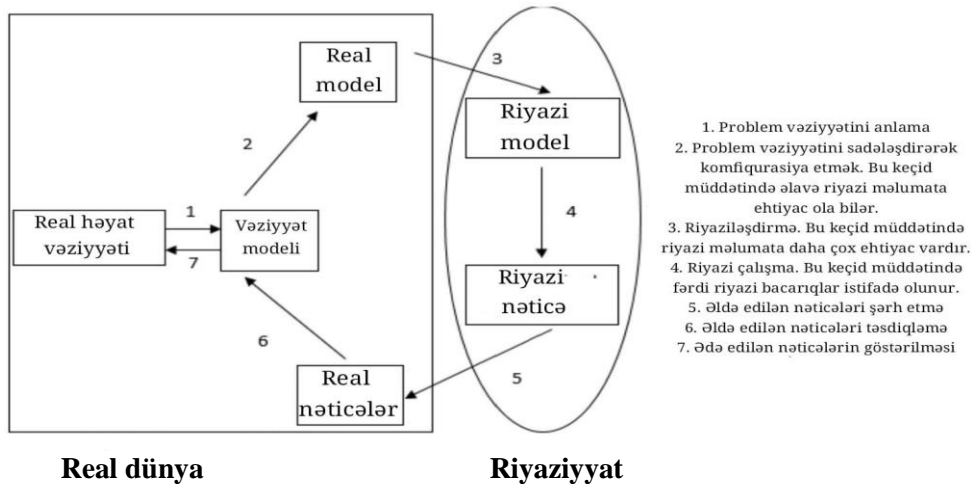 Real
model
3
Riyazi
model
2
4
Real həyat
vəziyyəti
1
7
Vəziyyət
modeli
Riyazi
nəticə
6
5
Real
nəticələr
1. Problem vəziyyətini anlama
2. Problem vəziyyətini sadələşdirərək
komfiqurasiya etmək. Bu keçid
müddətində əlavə riyazi məlumata
ehtiyac ola bilər.
3. Riyaziləşdirmə. Bu keçid müddətində
riyazi məlumata daha çox ehtiyac vardır.
4. Riyazi çalışma. Bu keçid müddətində
fərdi riyazi bacarıqlar istifadə olunur.
5. Əldə edilən nəticələri şərh etmə
6. Əldə edilən nəticələri təsdiqləmə
7. Ədə edilən nəticələrin göstərilməsi
Real dünya
Riyaziyyat